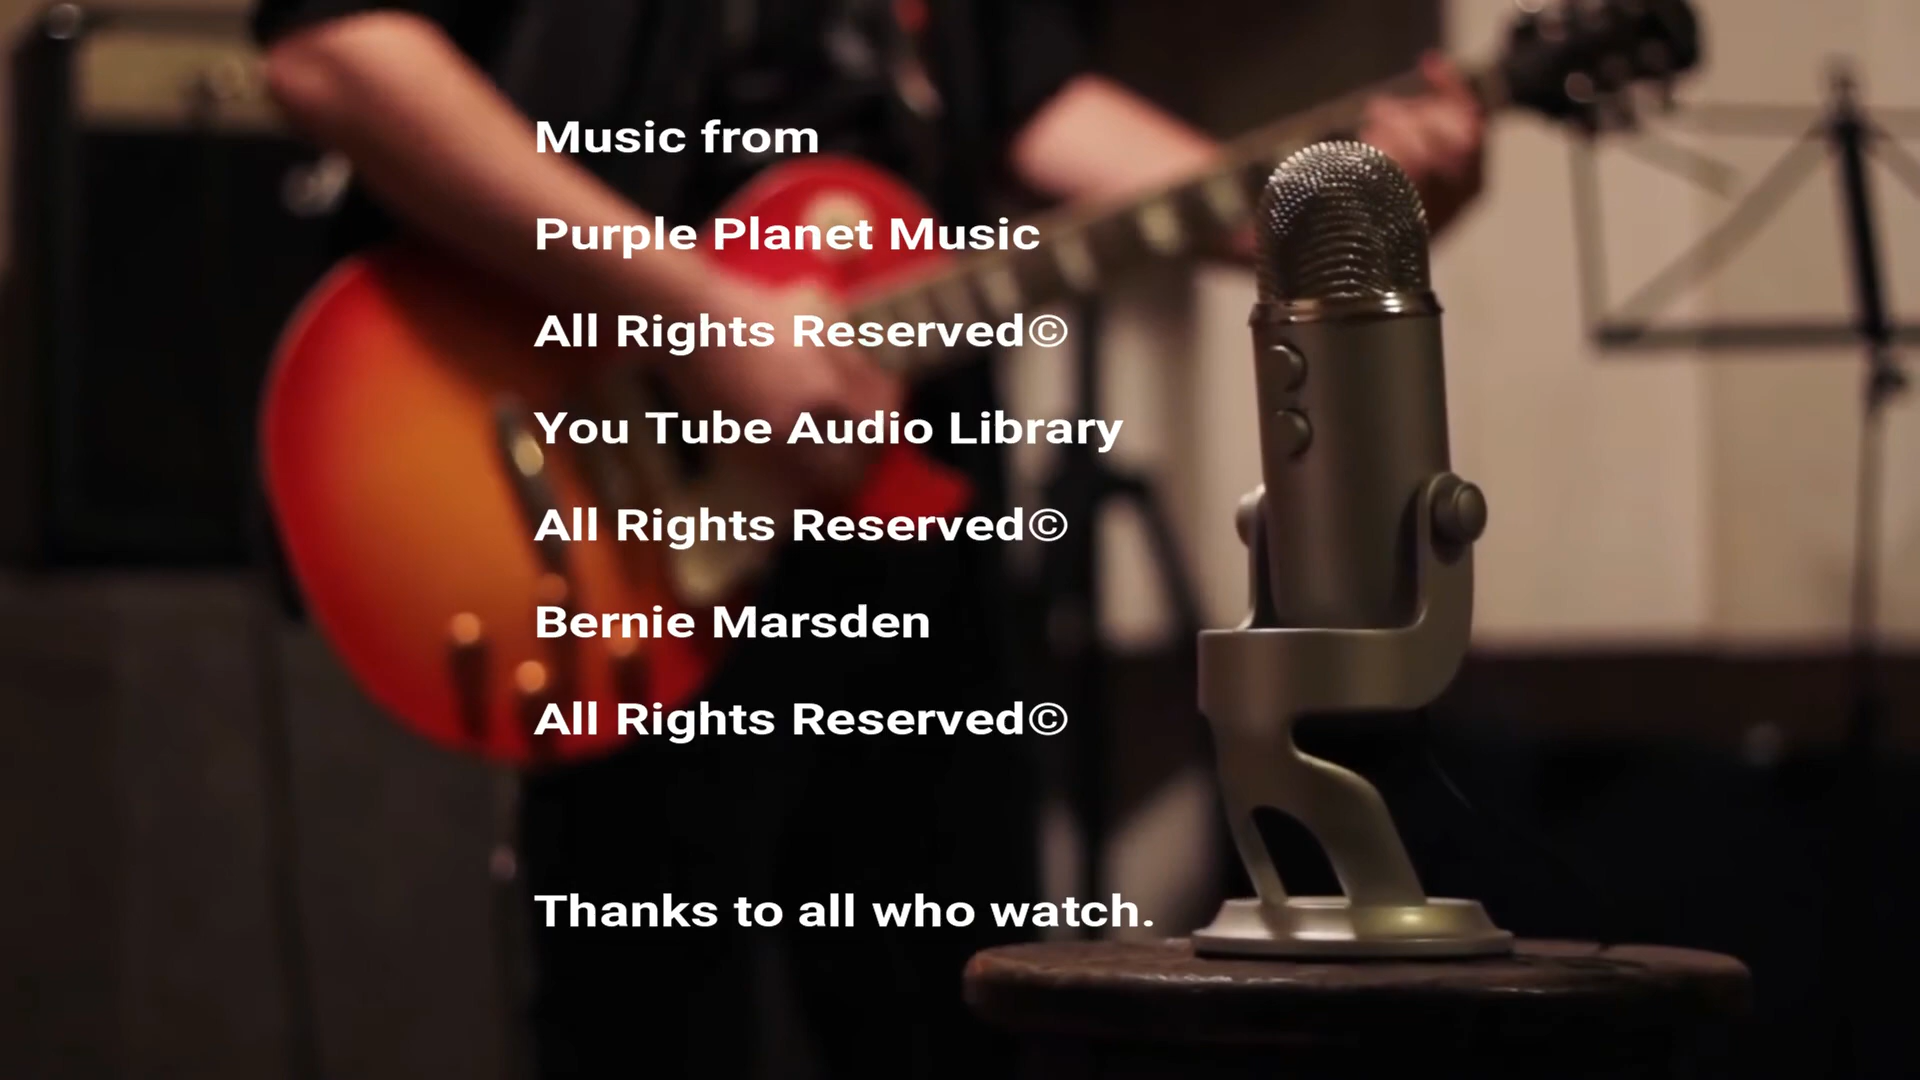 Music from
Purple Planet Music
All Rights Reserved©
You Tube Audio Library
All Rights Reserved©
Bernie Marsden
All Rights Reserved©
Thanks to all who watch.